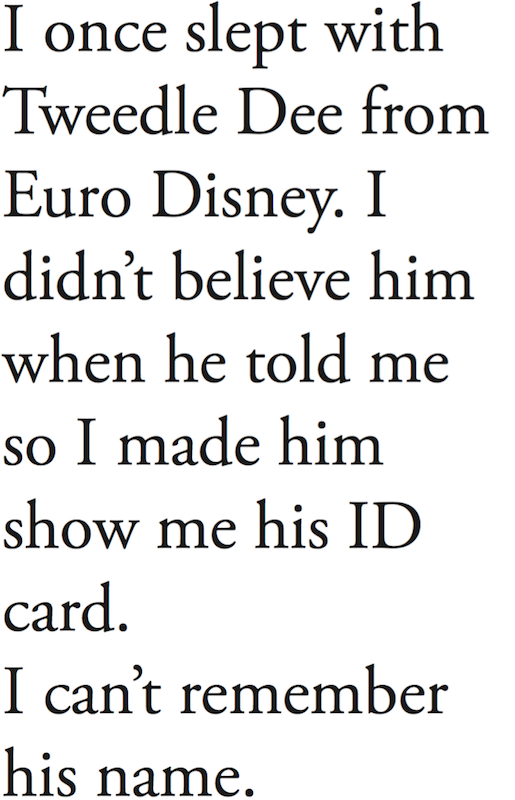 I once slept with
Tweedle Dee from
Euro Disney. I
didn’t believe him
when he told me
so I made him
show me his ID
card.
I can’t remember
his name.